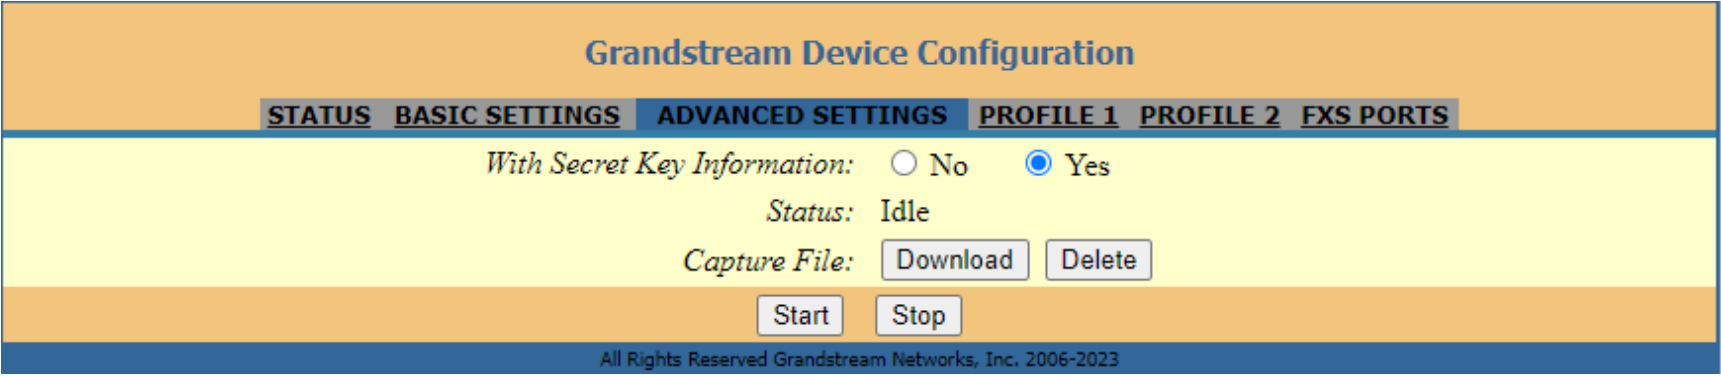 Grandstream Device Configuration
STATUS BASIC SETTINGS ADVANCED SETTINGS PROFILE 1 PROFILE 2 FXS PORTS
With Secret Key Information: No Yes
Status: Idle
Capture File: Download Delete
Start Stop
All Rights Reserved Grandstream Networks, Inc. 2006-2023